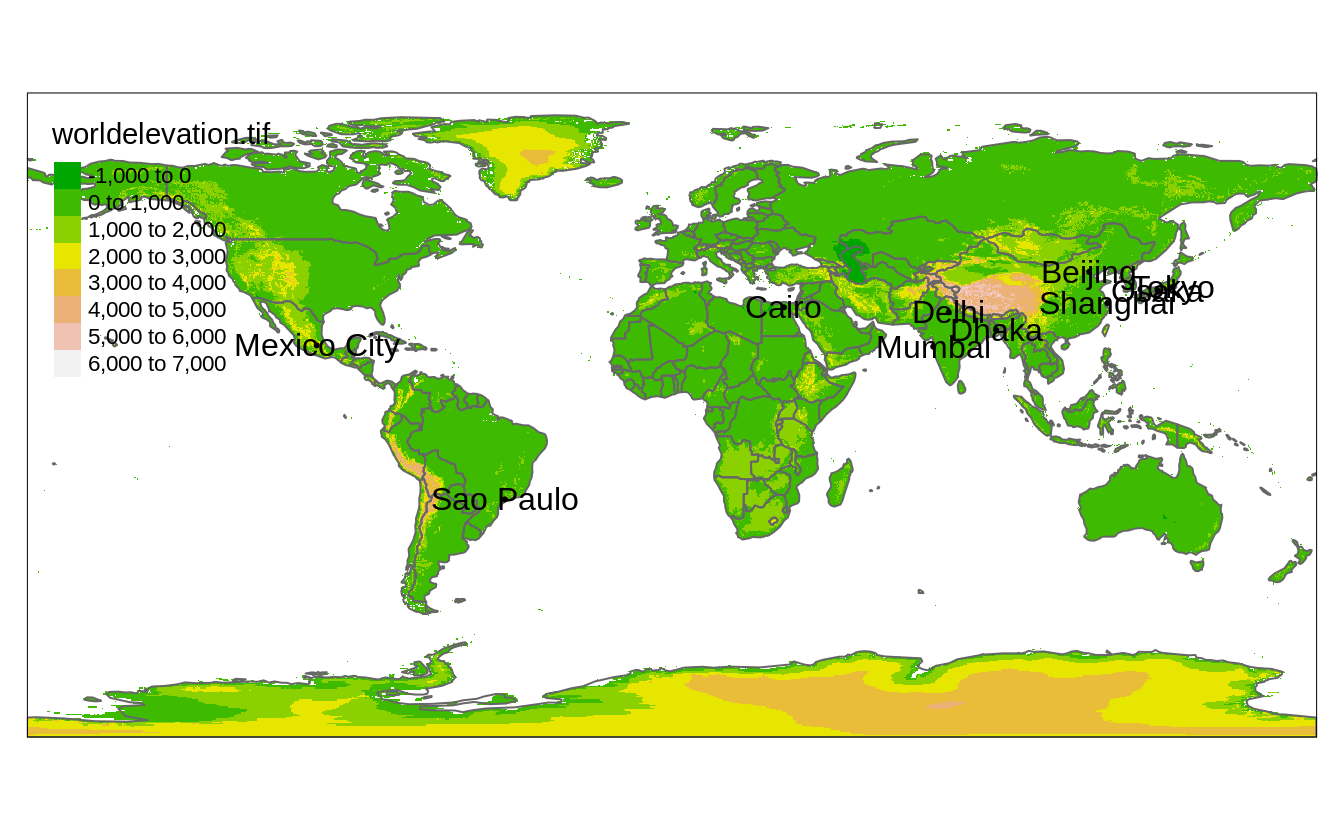 worldelevation.tif
-1,000 to 0
0 to 1,000
1,000 to 2,000
2,000 to 3,000
3,000 to 4,000
4,000 to 5,000
5,000 to 6,000
6,000 to 7,000
Beijing
Tokyo
Osaka
Shanghai
Cairo
Delhi
Dhaka
Mumbai
Mexico City
Sao Paulo